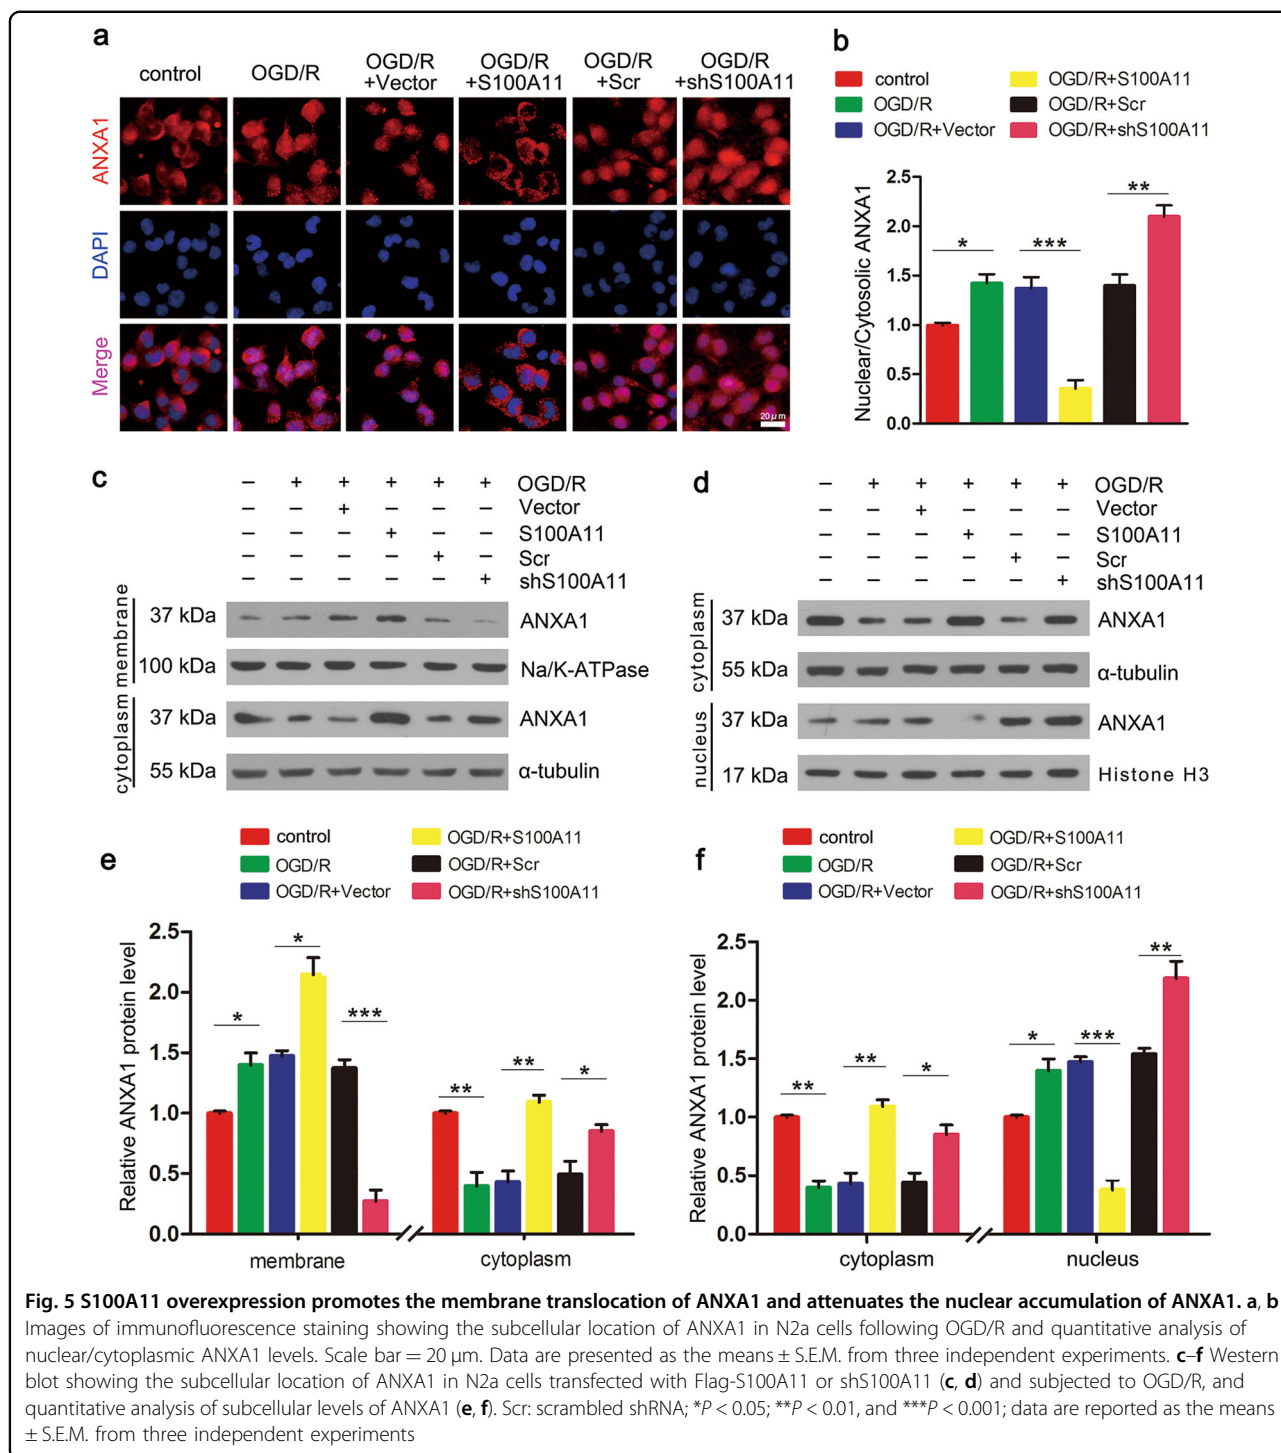 a
control
OGD/R
OGD/R
+Vector
OGD/R
+S100A11
OGD/R
+Scr
OGD/R
+shS100A11
ANXA1
DAPI
Merge
20 μm
b
control
OGD/R
OGD/R+Vector
OGD/R+S100A11
OGD/R+Scr
OGD/R+shS100A11
Nuclear/Cytosolic ANXA1
2.5
2.0
1.5
1.0
0.5
0.0
*
***
**
c
– + + + + + OGD/R
– – + – – – Vector
– – – + – – S100A11
– – – – + – Scr
– – – – – + shS100A11
membrane
37 kDa ANXA1
100 kDa Na/K-ATPase
cytoplasm
37 kDa ANXA1
55 kDa α-tubulin
d
– + + + + + OGD/R
– – + – – – Vector
– – – + – – S100A11
– – – – + – Scr
– – – – – + shS100A11
cytoplasm
37 kDa ANXA1
55 kDa α-tubulin
nucleus
37 kDa ANXA1
17 kDa Histone H3
e
control
OGD/R
OGD/R+Vector
OGD/R+S100A11
OGD/R+Scr
OGD/R+shS100A11
Relative ANXA1 protein level
2.5
2.0
1.5
1.0
0.5
0.0
*
*
***
**
**
*
membrane
cytoplasm
f
control
OGD/R
OGD/R+Vector
OGD/R+S100A11
OGD/R+Scr
OGD/R+shS100A11
Relative ANXA1 protein level
2.5
2.0
1.5
1.0
0.5
0.0
**
**
*
*
***
**
cytoplasm
nucleus
Fig. 5 S100A11 overexpression promotes the membrane translocation of ANXA1 and attenuates the nuclear accumulation of ANXA1. a, b
Images of immunofluorescence staining showing the subcellular location of ANXA1 in N2a cells following OGD/R and quantitative analysis of
nuclear/cytoplasmic ANXA1 levels. Scale bar = 20 μm. Data are presented as the means ± S.E.M. from three independent experiments. c–f Western
blot showing the subcellular location of ANXA1 in N2a cells transfected with Flag-S100A11 or shS100A11 (c, d) and subjected to OGD/R, and
quantitative analysis of subcellular levels of ANXA1 (e, f). Scr: scrambled shRNA; *P < 0.05; **P < 0.01, and ***P < 0.001; data are reported as the means
± S.E.M. from three independent experiments